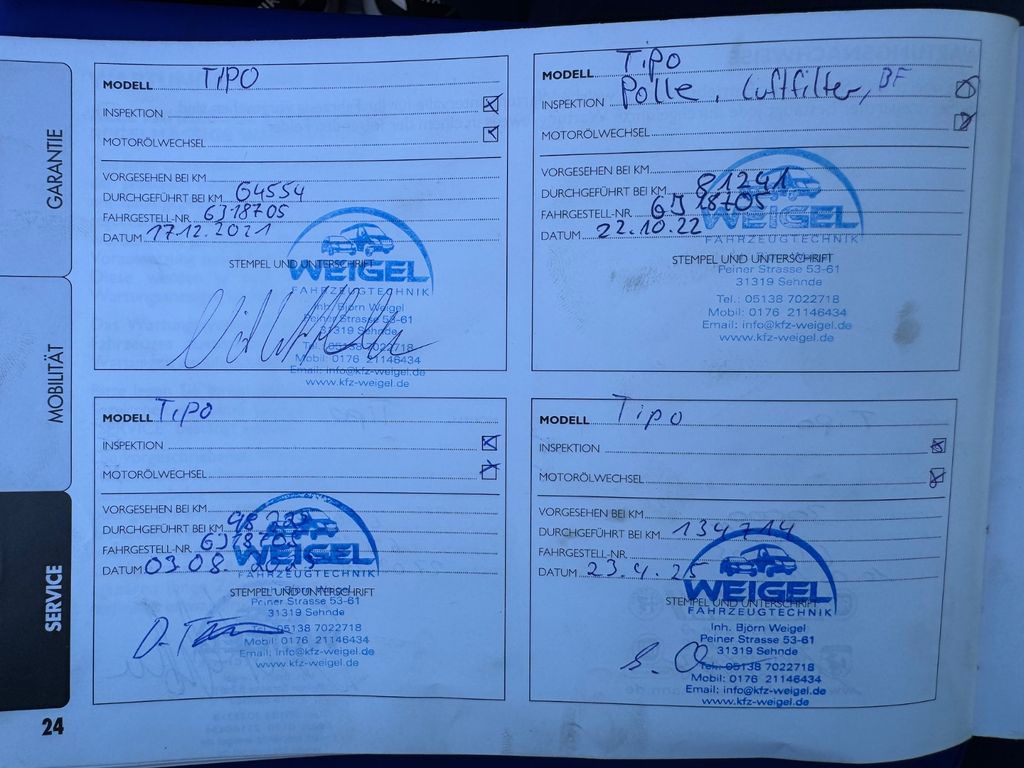 GARANTIE
MOBILITÄT
SERVICE
24
MODELL TIPO
INSPEKTION
MOTORÖLWECHSEL
VORGESEHEN BEI KM
DURCHGEFÜHRT BEI KM 64554
FAHRGESTELL-NR. 6J18705
DATUM 17.12.2021
STEMPEL UND UNTERSCHRIFT
WEIGEL
FAHRZEUGTECHNIK
Inh. Björn Weigel
Peiner Strasse 53-61
31319 Sehnde
Tel.: 05138 7022718
Mobil: 0176 21146434
Email: info@kfz-weigel.de
www.kfz-weigel.de
MODELL Tipo
INSPEKTION Polle, Luftfilter, BF
MOTORÖLWECHSEL
VORGESEHEN BEI KM
DURCHGEFÜHRT BEI KM 81241
FAHRGESTELL-NR. 6J18705
DATUM 22.10.22
WEIGEL
FAHRZEUGTECHNIK
STEMPEL UND UNTERSCHRIFT
Peiner Strasse 53-61
31319 Sehnde
Tel.: 05138 7022718
Mobil: 0176 21146434
Email: info@kfz-weigel.de
www.kfz-weigel.de
MODELL Tipo
INSPEKTION
MOTORÖLWECHSEL
VORGESEHEN BEI KM
DURCHGEFÜHRT BEI KM
FAHRGESTELL-NR. 6J18705
DATUM 03.08.
WEIGEL
FAHRZEUGTECHNIK
STEMPEL UND UNTERSCHRIFT
Peiner Strasse 53-61
31319 Sehnde
Tel.: 05138 7022718
Mobil: 0176 21146434
Email: info@kfz-weigel.de
www.kfz-weigel.de
MODELL Tipo
INSPEKTION
MOTORÖLWECHSEL
VORGESEHEN BEI KM
DURCHGEFÜHRT BEI KM 134714
FAHRGESTELL-NR.
DATUM 23.4.25
WEIGEL
STEMPEL UND UNTERSCHRIFT
FAHRZEUGTECHNIK
Inh. Björn Weigel
Peiner Strasse 53-61
31319 Sehnde
Tel.: 05138 7022718
Mobil: 0176 21146434
Email: info@kfz-weigel.de
www.kfz-weigel.de